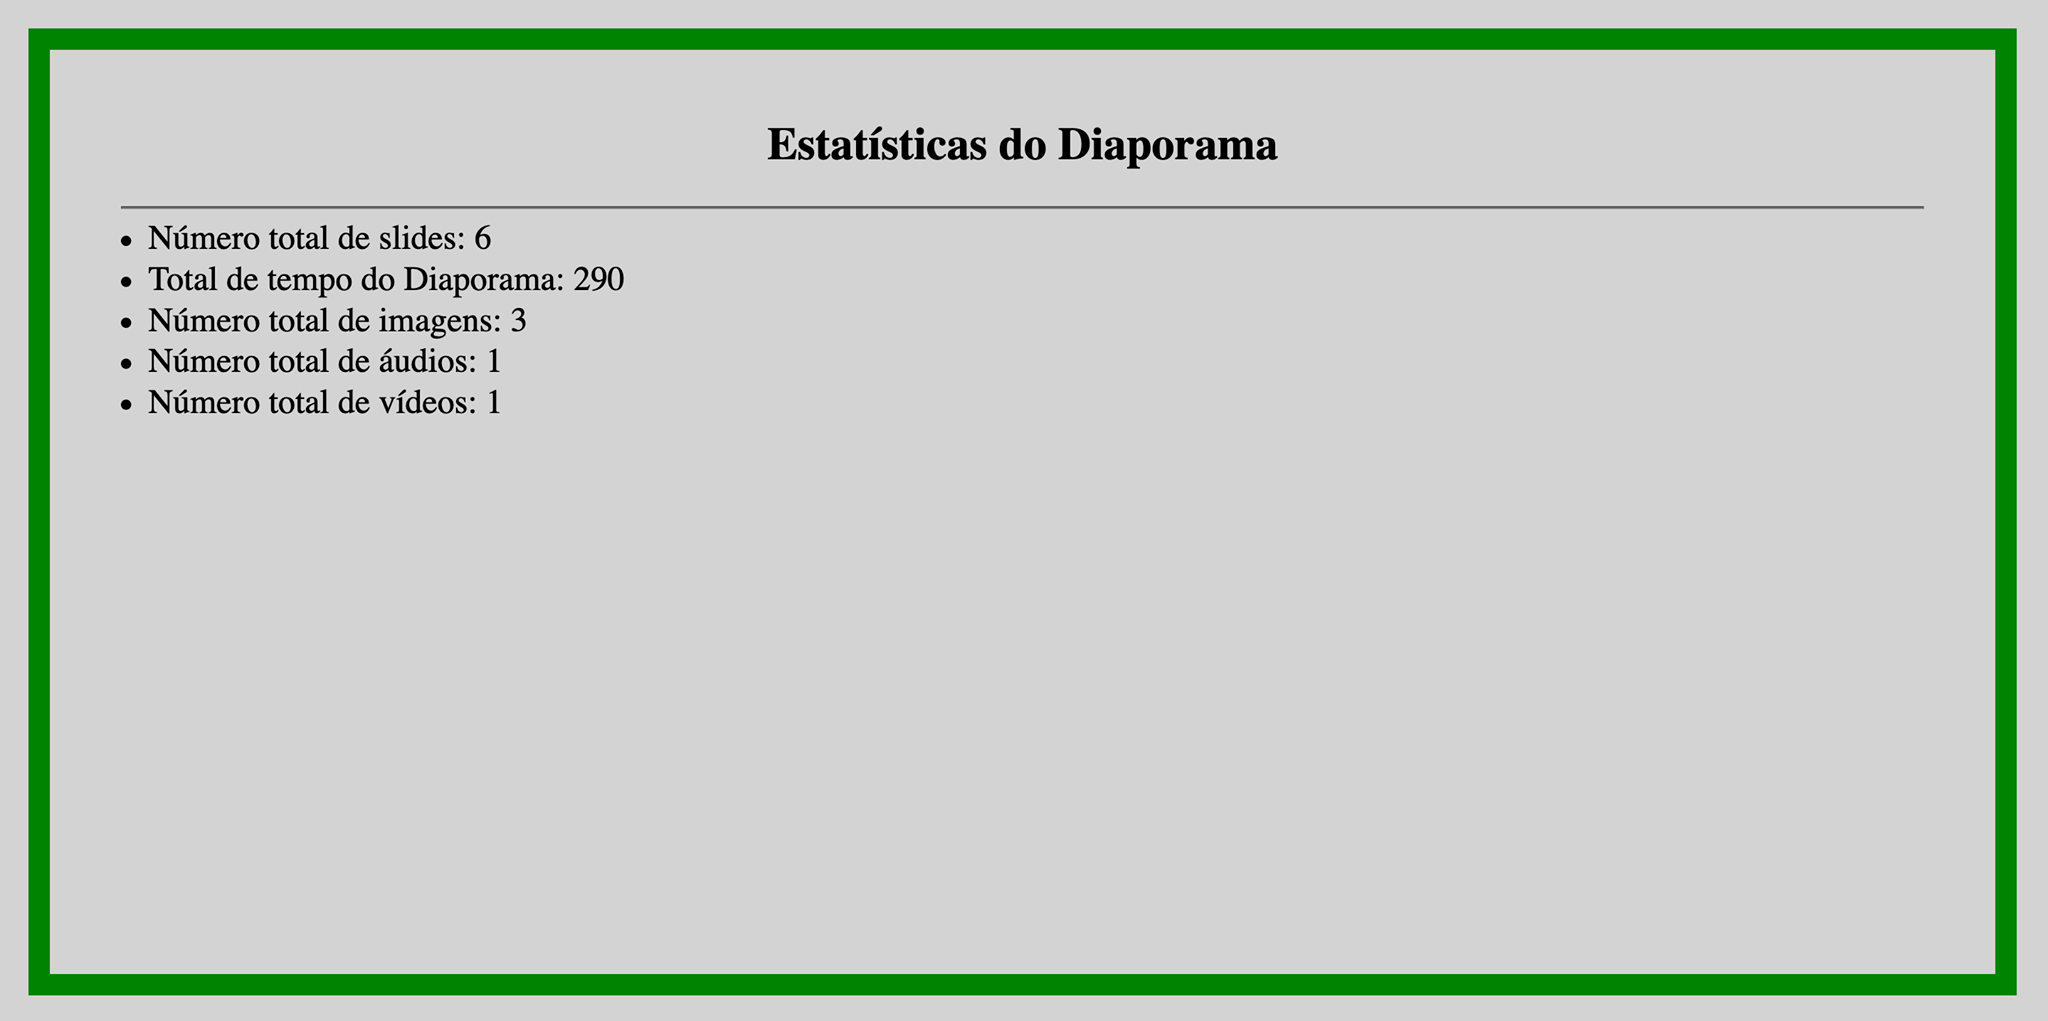 Estatísticas do Diaporama
• Número total de slides: 6
• Total de tempo do Diaporama: 290
• Número total de imagens: 3
• Número total de áudios: 1
• Número total de vídeos: 1